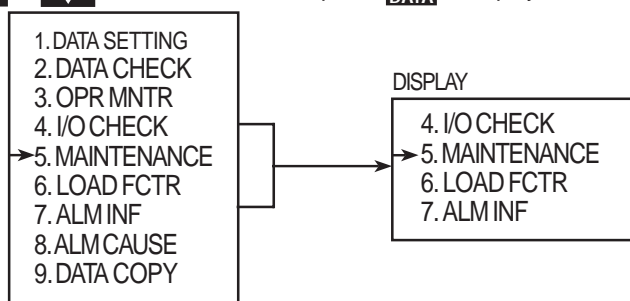 1. DATA SETTING
2. DATA CHECK
3. OPR MNTR
4. I/O CHECK
5. MAINTENANCE
6. LOAD FCTR
7. ALM INF
8. ALM CAUSE
9. DATA COPY
DISPLAY
4. I/O CHECK
5. MAINTENANCE
6. LOAD FCTR
7. ALM INF